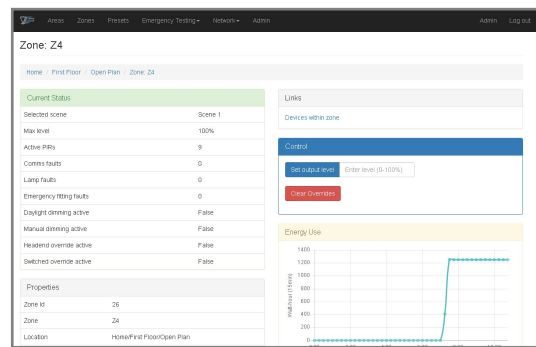 Areas Zones Presets Emergency Testing Network Admin Admin Log out
Zone: Z4
Home / First Floor / Open Plan / Zone: Z4
Current Status
Selected scene Scene 1
Max level 100%
Active PIRs 9
Comms faults 0
Lamp faults 0
Emergency fitting faults 0
Daylight dimming active False
Manual dimming active False
Headend override active False
Switched override active False
Properties
Zone Id 26
Zone Z4
Location Home/First Floor/Open Plan
Links
Devices within zone
Control
Set output level Enter level (0-100%)
Clear Overrides
Energy Use
1400
1200
1000
800
600
400
200
0